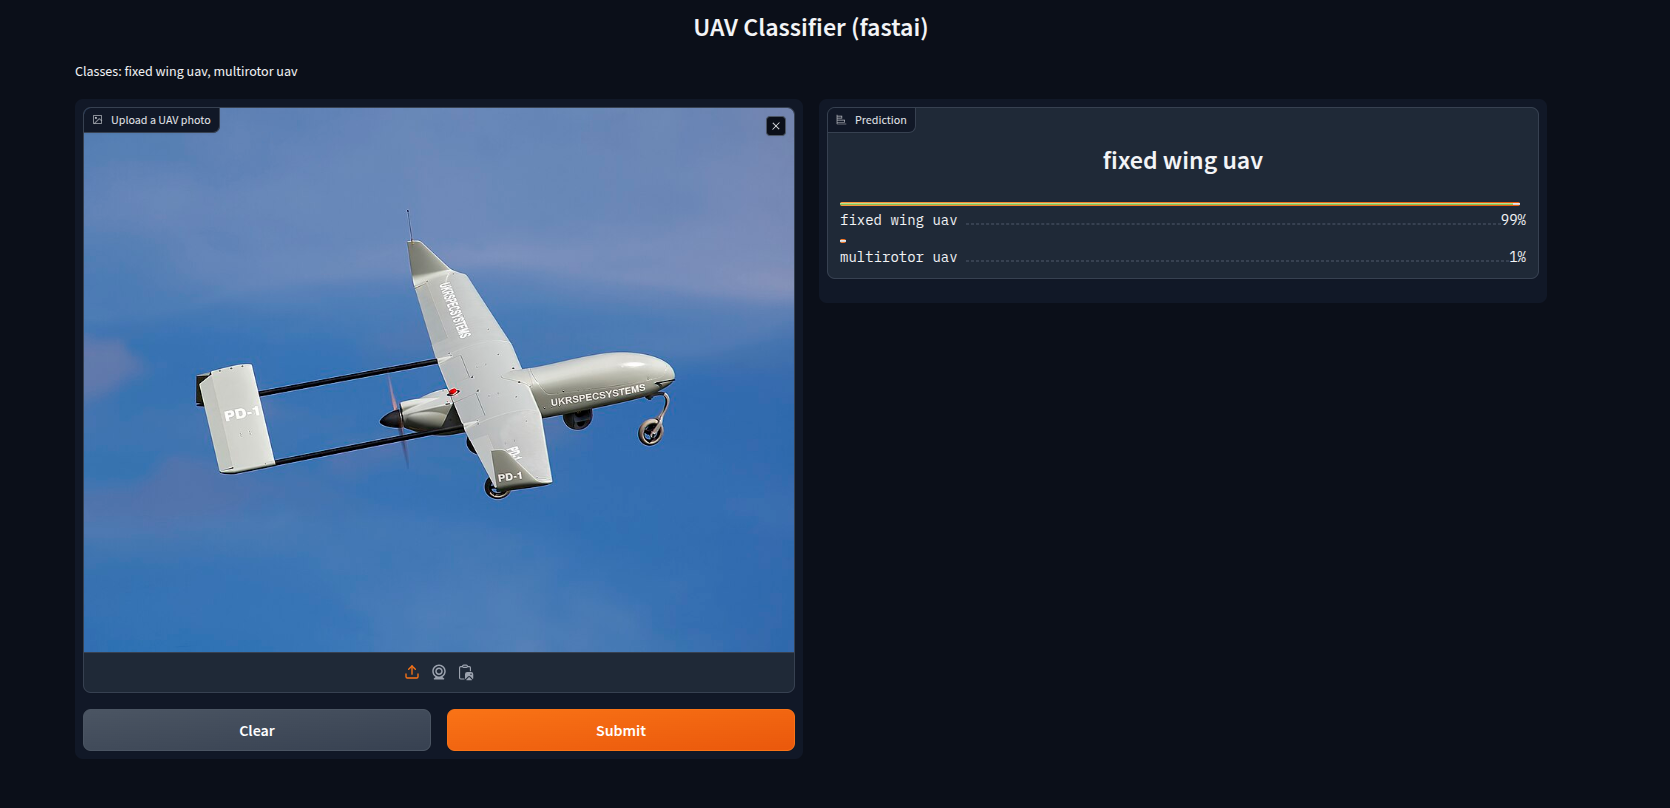 UAV Classifier (fastai)
Classes: fixed wing uav, multirotor uav
Upload a UAV photo
UKRSPECSYSTEMS
UKRSPECSYSTEMS
PD-1
PD-1
PD-1
Clear
Submit
Prediction
fixed wing uav
fixed wing uav 99%
multirotor uav 1%